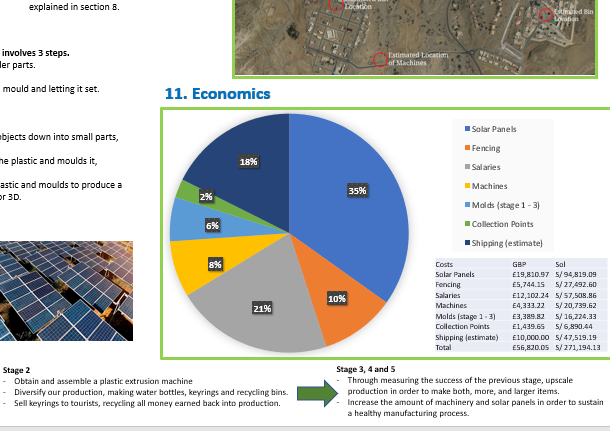 explained in section 8.
involves 3 steps.
ler parts.
mould and letting it set.
bjects down into small parts,
he plastic and moulds it,
astic and moulds to produce a
or 3D.
Location
Estimated Bin
Location
Estimated Location
of Machines
11. Economics
35%
10%
21%
8%
6%
2%
18%
Solar Panels
Fencing
Salaries
Machines
Molds (stage 1 - 3)
Collection Points
Shipping (estimate)
Costs GBP Sol
Solar Panels £19,810.97 S/ 94,819.09
Fencing £5,744.15 S/ 27,492.60
Salaries £12,102.24 S/ 57,508.86
Machines £4,333.22 S/ 20,739.62
Molds (stage 1 - 3) £3,389.82 S/ 16,224.33
Collection Points £1,439.65 S/ 6,890.44
Shipping (estimate) £10,000.00 S/ 47,519.19
Total £56,820.05 S/ 271,194.13
Stage 2
- Obtain and assemble a plastic extrusion machine
- Diversify our production, making water bottles, keyrings and recycling bins.
- Sell keyrings to tourists, recycling all money earned back into production.
Stage 3, 4 and 5
- Through measuring the success of the previous stage, upscale
production in order to make both, more, and larger items.
- Increase the amount of machinery and solar panels in order to sustain
a healthy manufacturing process.